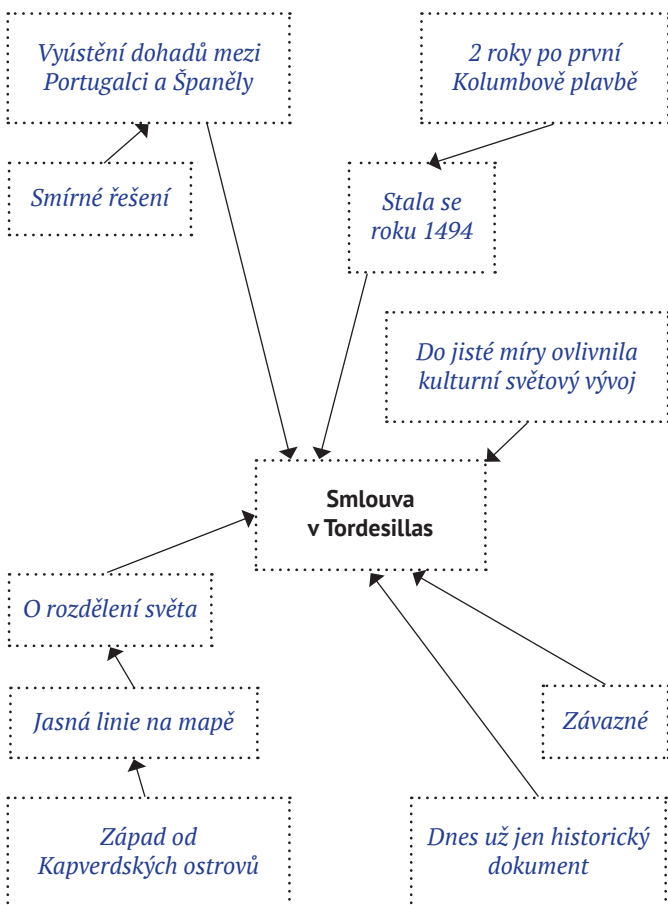 Vyústění dohadů mezi
Portugalci a Španěly
2 roky po první
Kolumbově plavbě
Smírné řešení
Stala se
roku 1494
Do jisté míry ovlivnila
kulturní světový vývoj
Smlouva
v Tordesillas
O rozdělení světa
Jasná linie na mapě
Závazné
Západ od
Kapverdských ostrovů
Dnes už jen historický
dokument